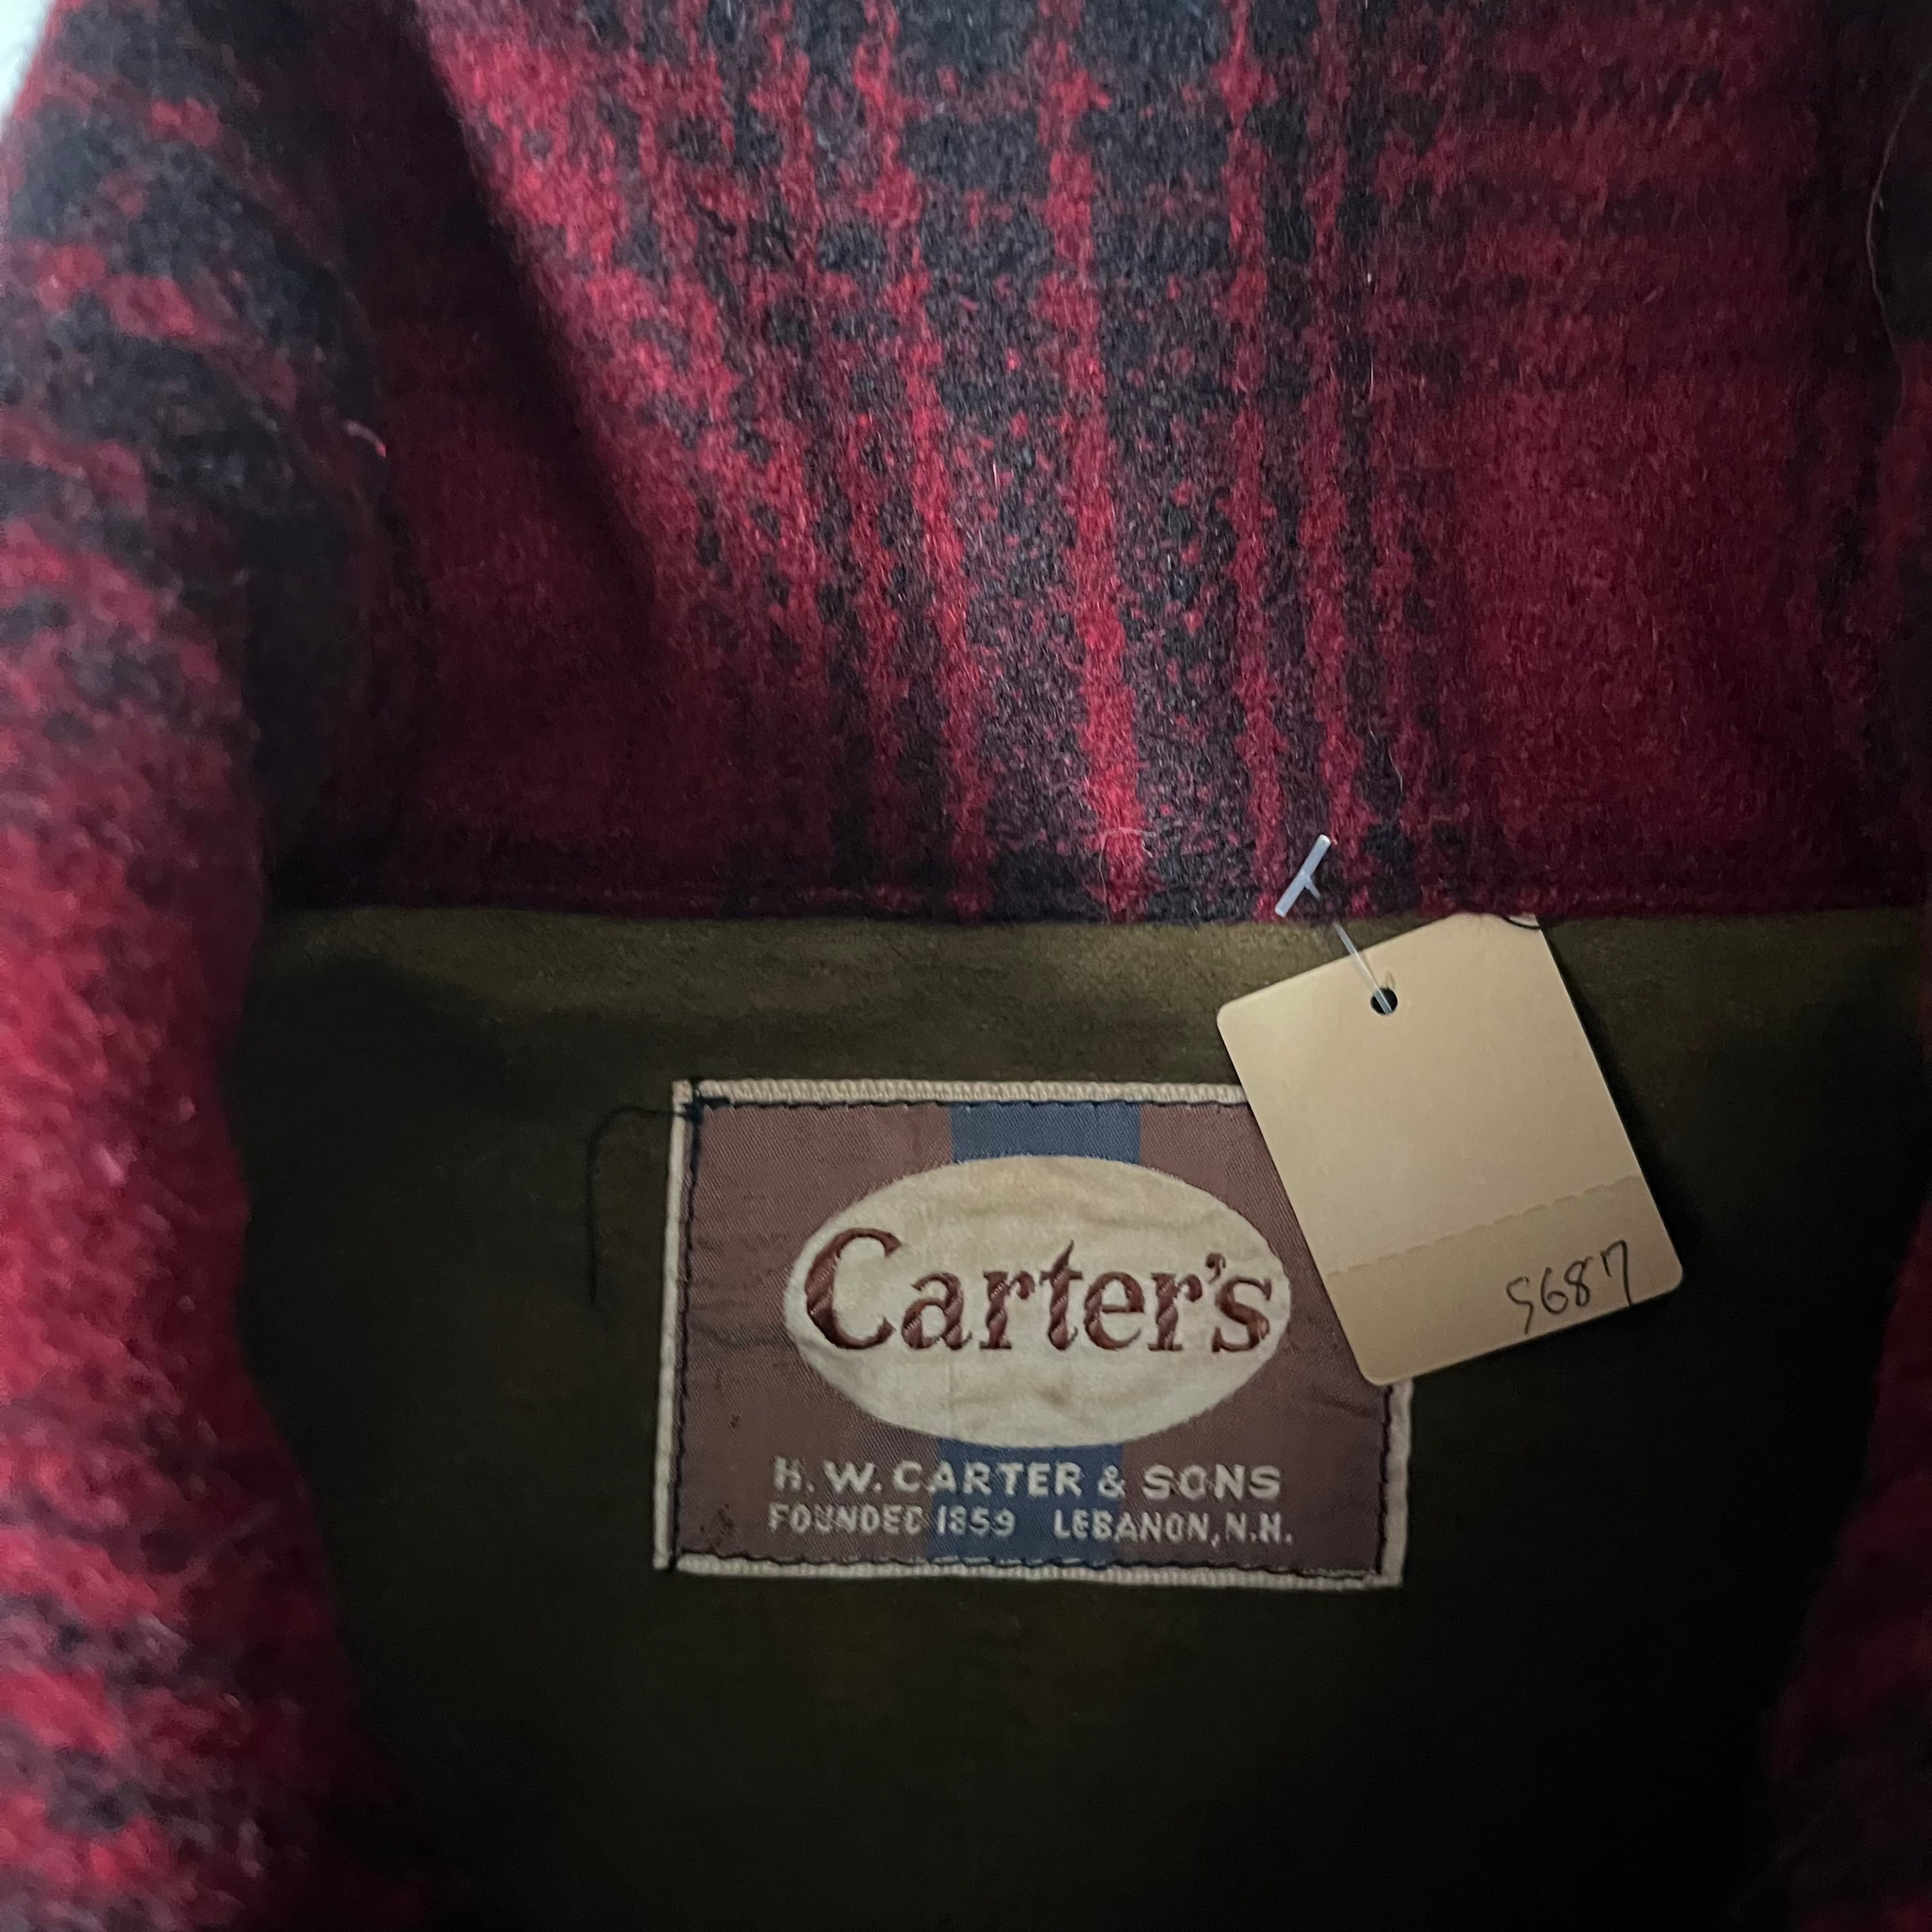 Carter's
H. W. CARTER & SONS
FOUNDED 1859 LEBANON, N.H.
5687